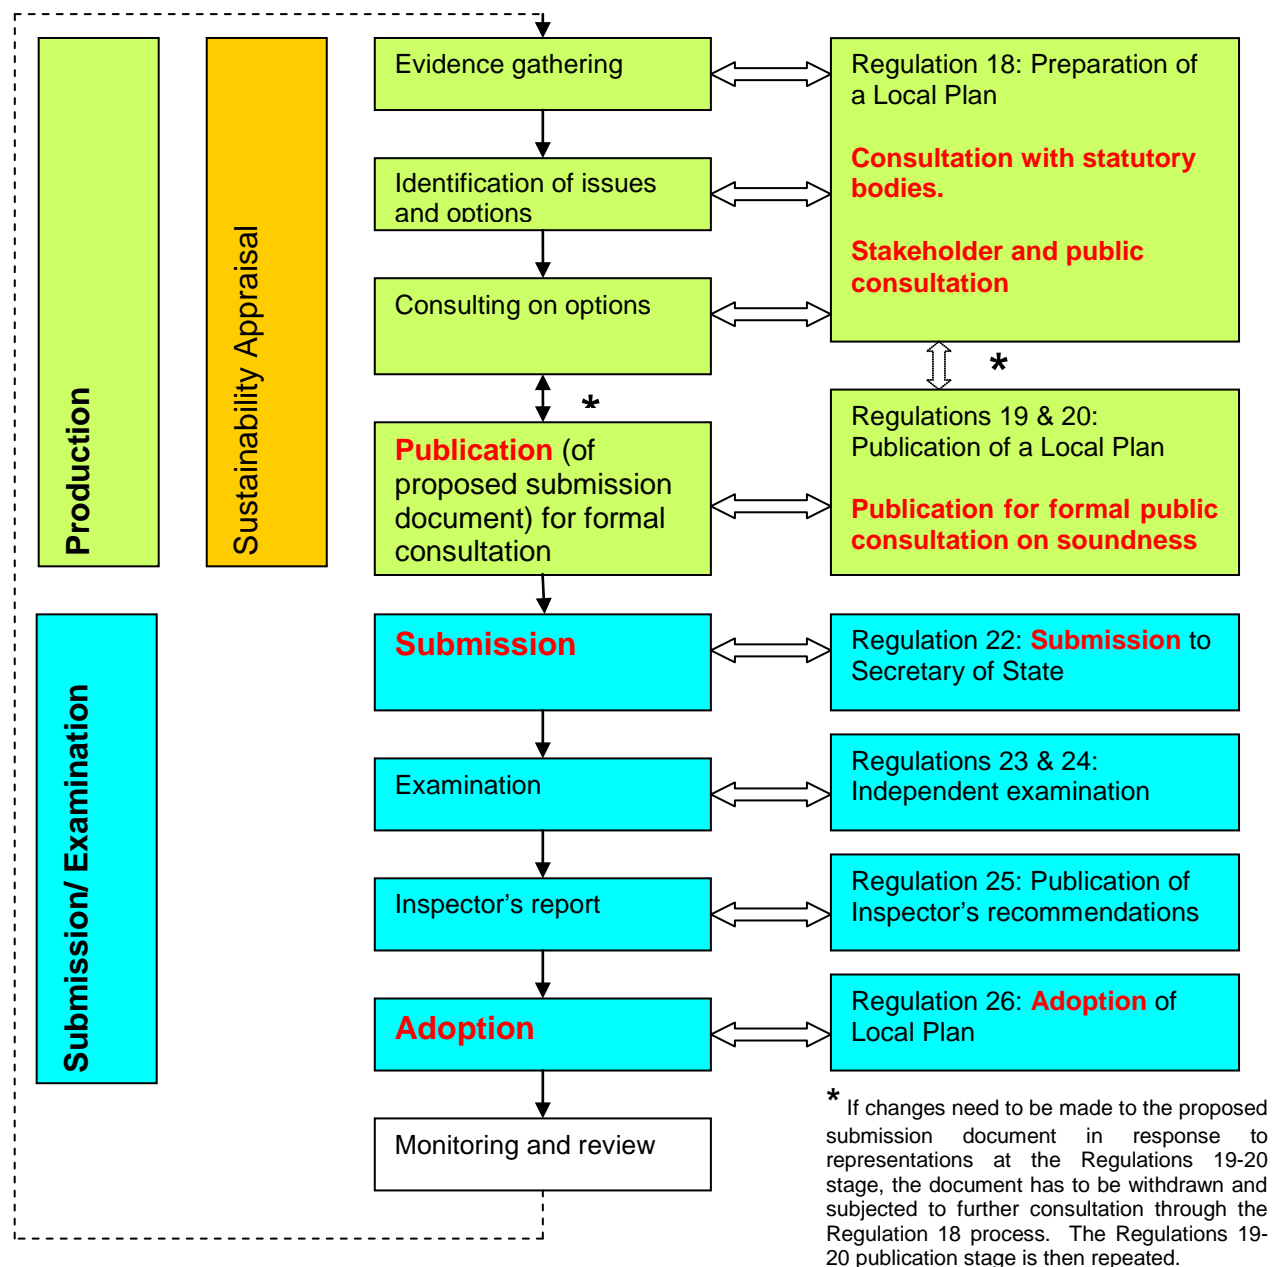 Production
Sustainability Appraisal
Submission/ Examination
Evidence gathering
Identification of issues
and options
Consulting on options
*
Publication (of
proposed submission
document) for formal
consultation
Submission
Examination
Inspector’s report
Adoption
Monitoring and review
Regulation 18: Preparation of
a Local Plan
Consultation with statutory
bodies.
Stakeholder and public
consultation
*
Regulations 19 & 20:
Publication of a Local Plan
Publication for formal public
consultation on soundness
Regulation 22: Submission to
Secretary of State
Regulations 23 & 24:
Independent examination
Regulation 25: Publication of
Inspector’s recommendations
Regulation 26: Adoption of
Local Plan
* If changes need to be made to the proposed
submission document in response to
representations at the Regulations 19-20
stage, the document has to be withdrawn and
subjected to further consultation through the
Regulation 18 process. The Regulations 19-
20 publication stage is then repeated.